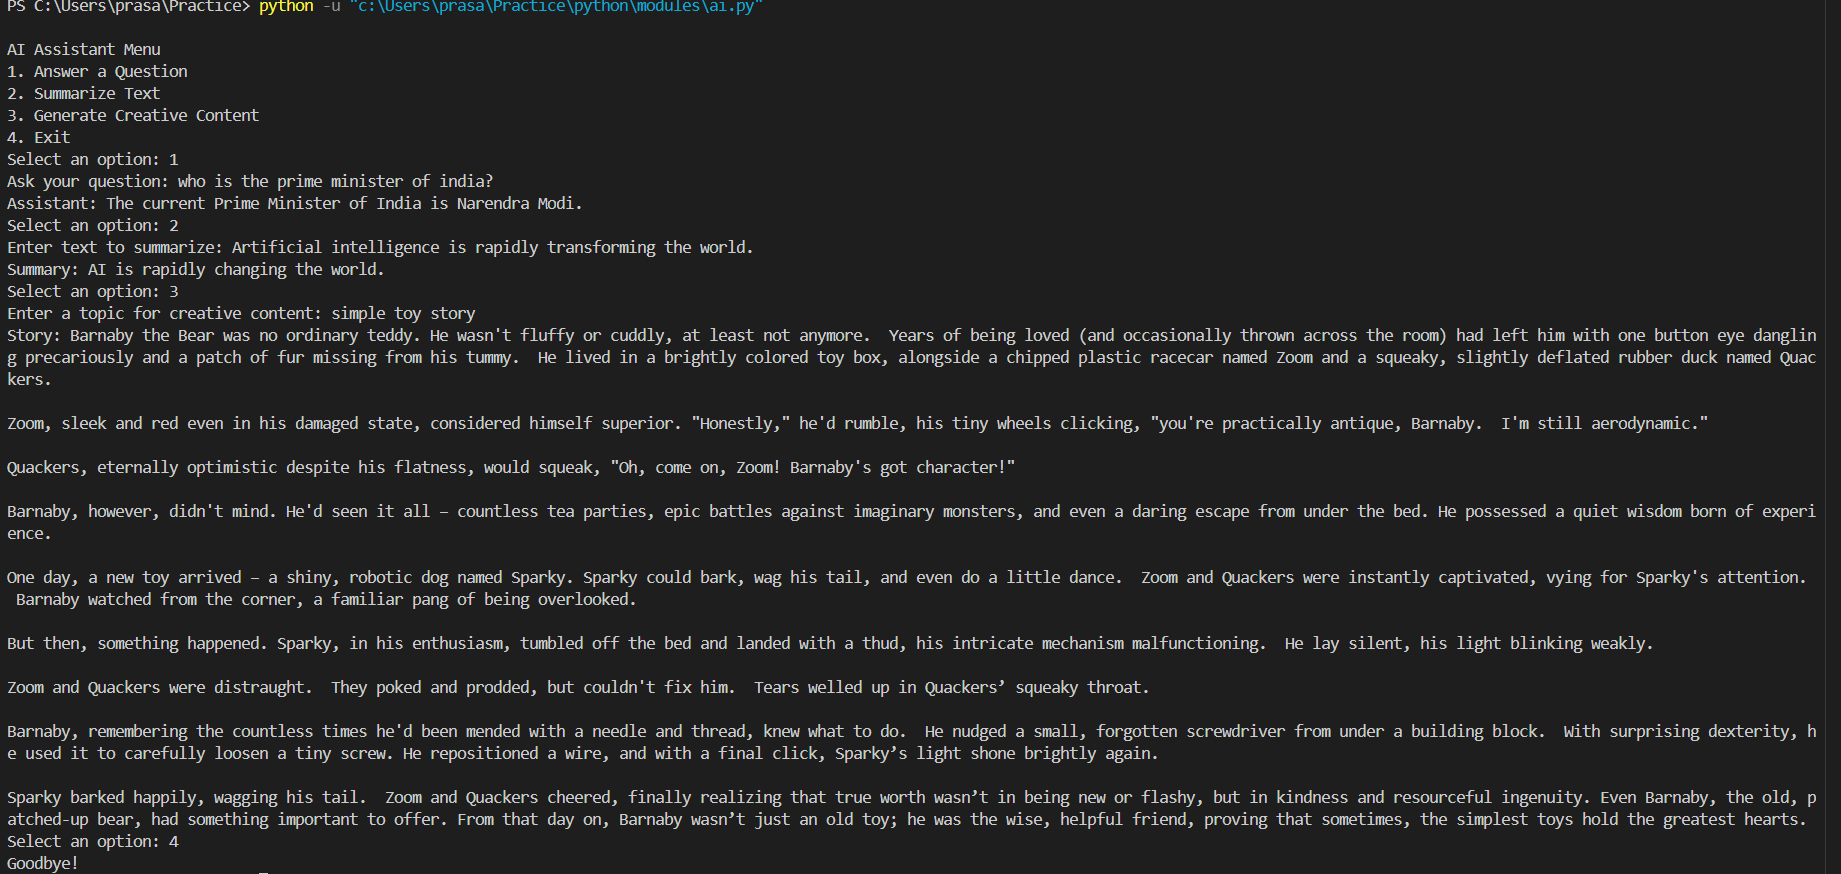 PS C:\Users\prasa\Practice> python -u "c:\Users\prasa\Practice\python\modules\ai.py"
AI Assistant Menu
1. Answer a Question
2. Summarize Text
3. Generate Creative Content
4. Exit
Select an option: 1
Ask your question: who is the prime minister of india?
Assistant: The current Prime Minister of India is Narendra Modi.
Select an option: 2
Enter text to summarize: Artificial intelligence is rapidly transforming the world.
Summary: AI is rapidly changing the world.
Select an option: 3
Enter a topic for creative content: simple toy story
Story: Barnaby the Bear was no ordinary teddy. He wasn't fluffy or cuddly, at least not anymore.  Years of being loved (and occasionally thrown across the room) had left him with one button eye danglin
g precariously and a patch of fur missing from his tummy.  He lived in a brightly colored toy box, alongside a chipped plastic racecar named Zoom and a squeaky, slightly deflated rubber duck named Quac
kers.
Zoom, sleek and red even in his damaged state, considered himself superior. "Honestly," he'd rumble, his tiny wheels clicking, "you're practically antique, Barnaby.  I'm still aerodynamic."
Quackers, eternally optimistic despite his flatness, would squeak, "Oh, come on, Zoom! Barnaby's got character!"
Barnaby, however, didn't mind. He'd seen it all – countless tea parties, epic battles against imaginary monsters, and even a daring escape from under the bed. He possessed a quiet wisdom born of experi
ence.
One day, a new toy arrived – a shiny, robotic dog named Sparky. Sparky could bark, wag his tail, and even do a little dance.  Zoom and Quackers were instantly captivated, vying for Sparky's attention.
Barnaby watched from the corner, a familiar pang of being overlooked.
But then, something happened. Sparky, in his enthusiasm, tumbled off the bed and landed with a thud, his intricate mechanism malfunctioning.  He lay silent, his light blinking weakly.
Zoom and Quackers were distraught.  They poked and prodded, but couldn't fix him.  Tears welled up in Quackers’ squeaky throat.
Barnaby, remembering the countless times he'd been mended with a needle and thread, knew what to do.  He nudged a small, forgotten screwdriver from under a building block.  With surprising dexterity, h
e used it to carefully loosen a tiny screw. He repositioned a wire, and with a final click, Sparky’s light shone brightly again.
Sparky barked happily, wagging his tail.  Zoom and Quackers cheered, finally realizing that true worth wasn’t in being new or flashy, but in kindness and resourceful ingenuity. Even Barnaby, the old, p
atched-up bear, had something important to offer. From that day on, Barnaby wasn’t just an old toy; he was the wise, helpful friend, proving that sometimes, the simplest toys hold the greatest hearts.
Select an option: 4
Goodbye!